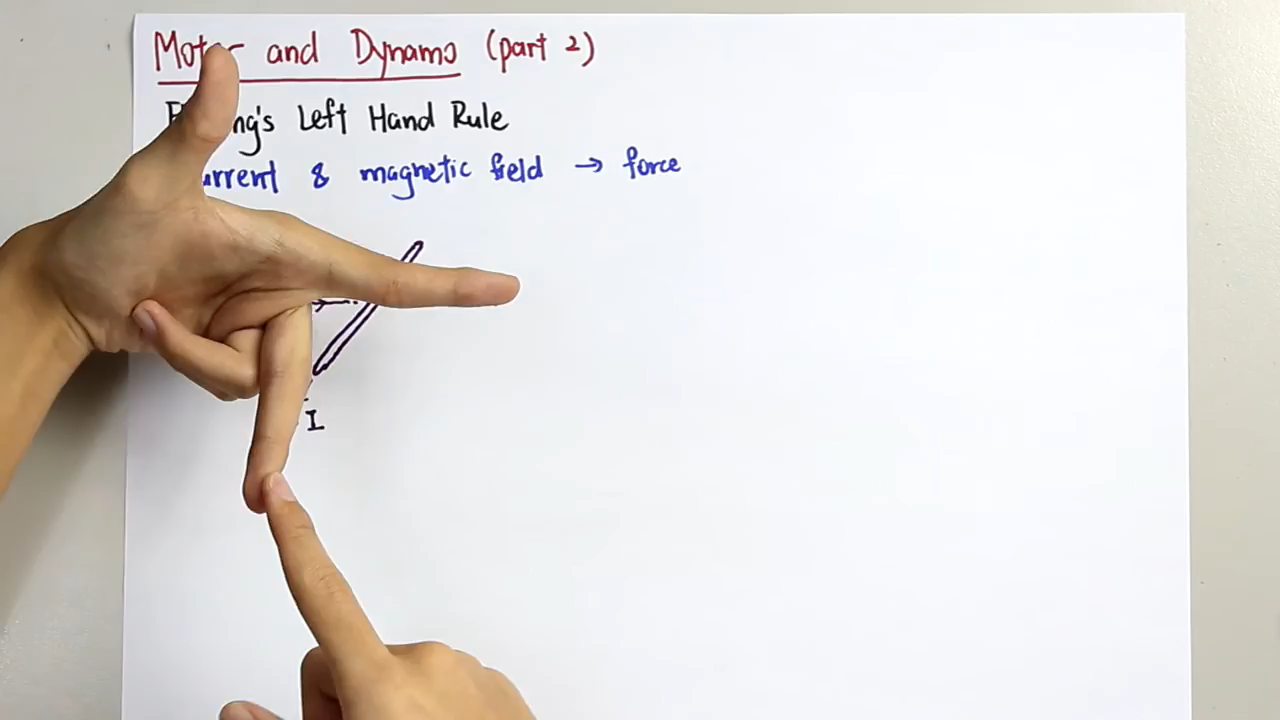 and Dynamo (part 2)
Left Hand Rule
& magnetic field → force
I